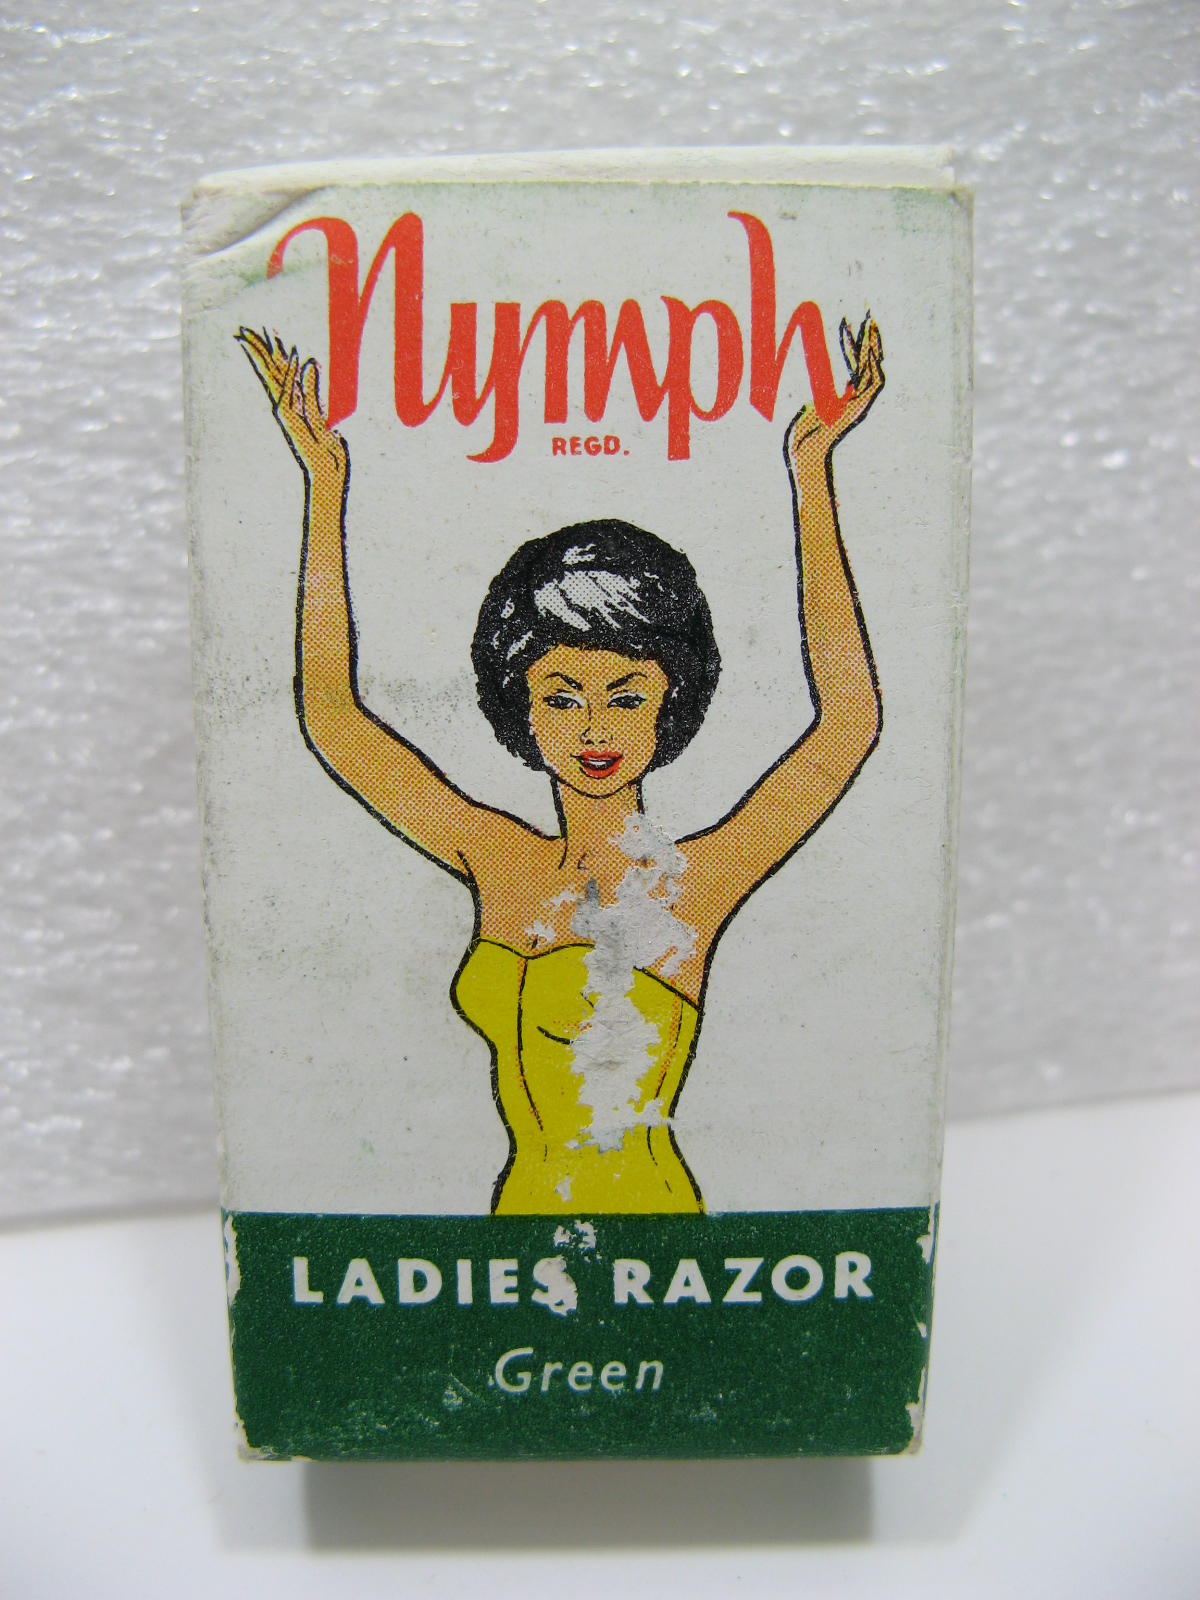 Nymph
REGD.
LADIES RAZOR
Green